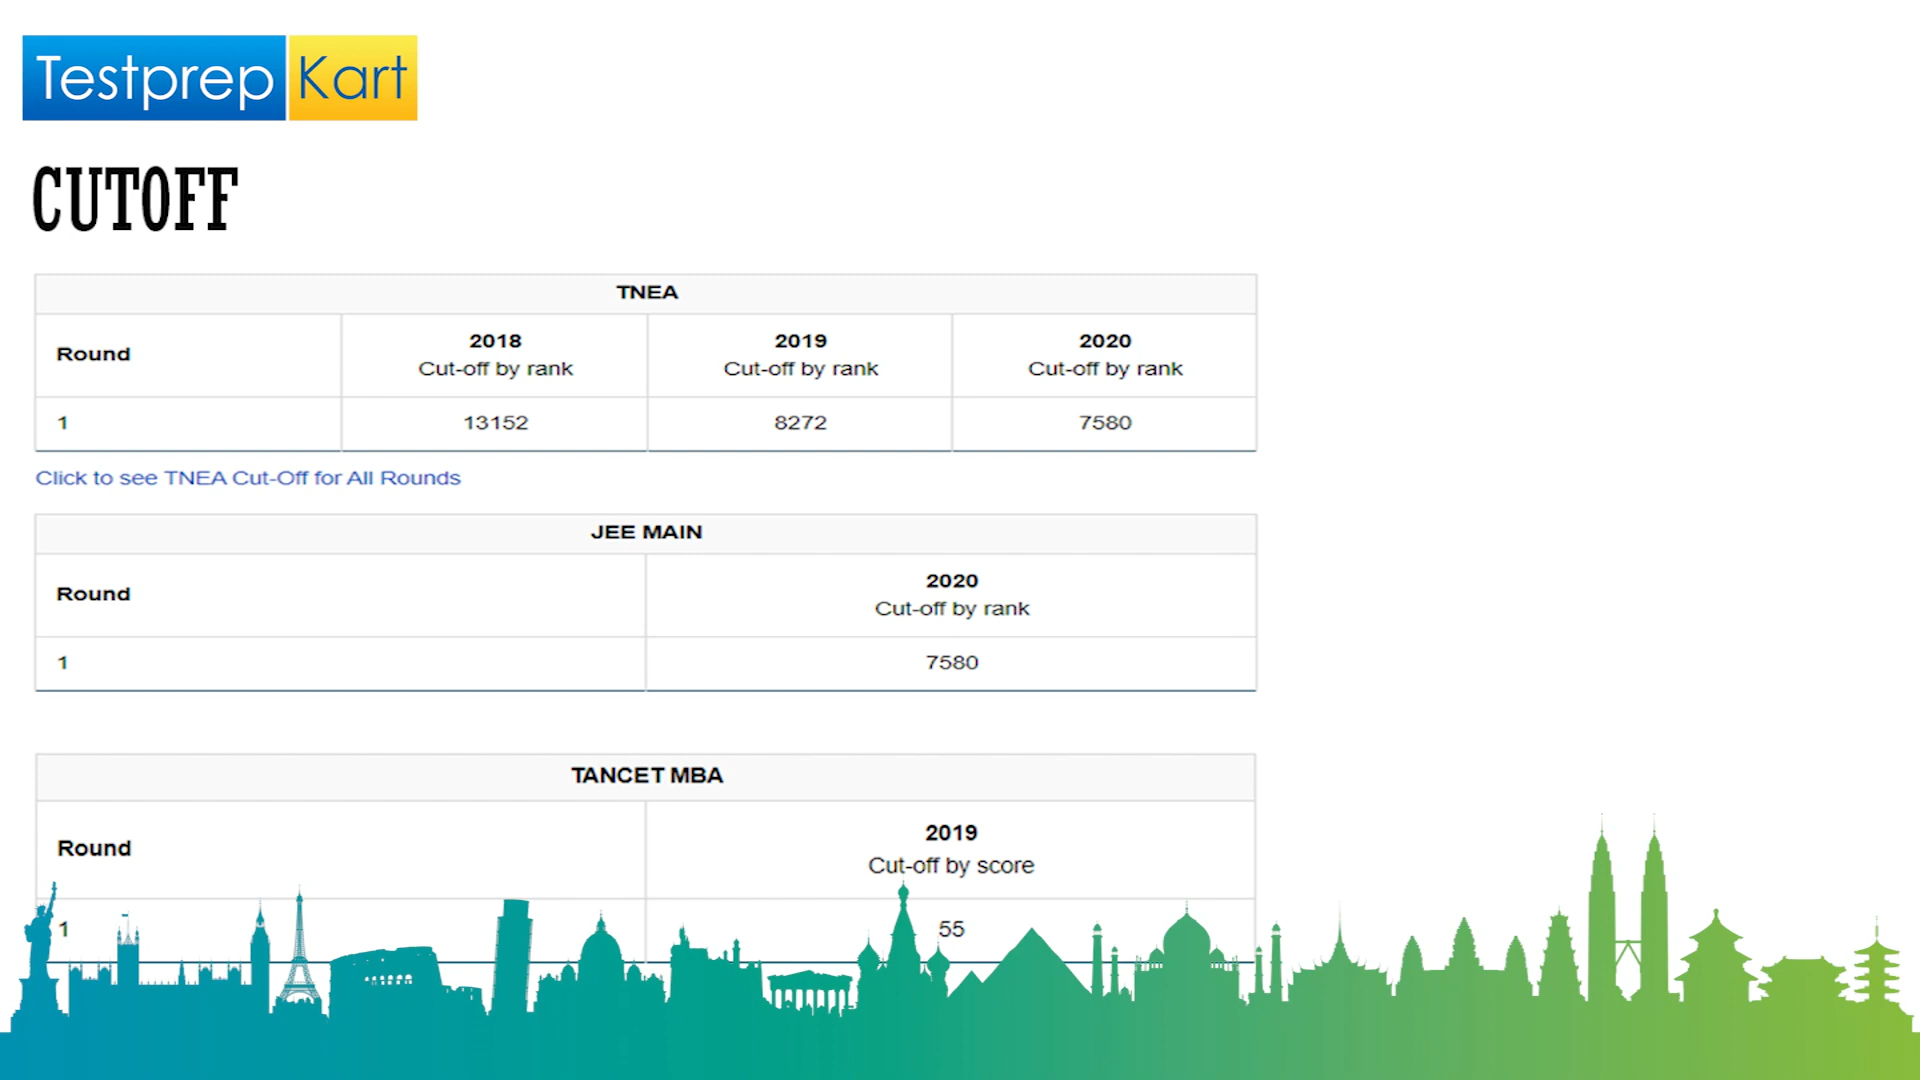 Testprep Kart
CUTOFF
TNEA
Round 2018 2019 2020
Cut-off by rank Cut-off by rank Cut-off by rank
1 13152 8272 7580
Click to see TNEA Cut-Off for All Rounds
JEE MAIN
Round 2020
Cut-off by rank
1 7580
TANCET MBA
Round 2019
Cut-off by score
1 55